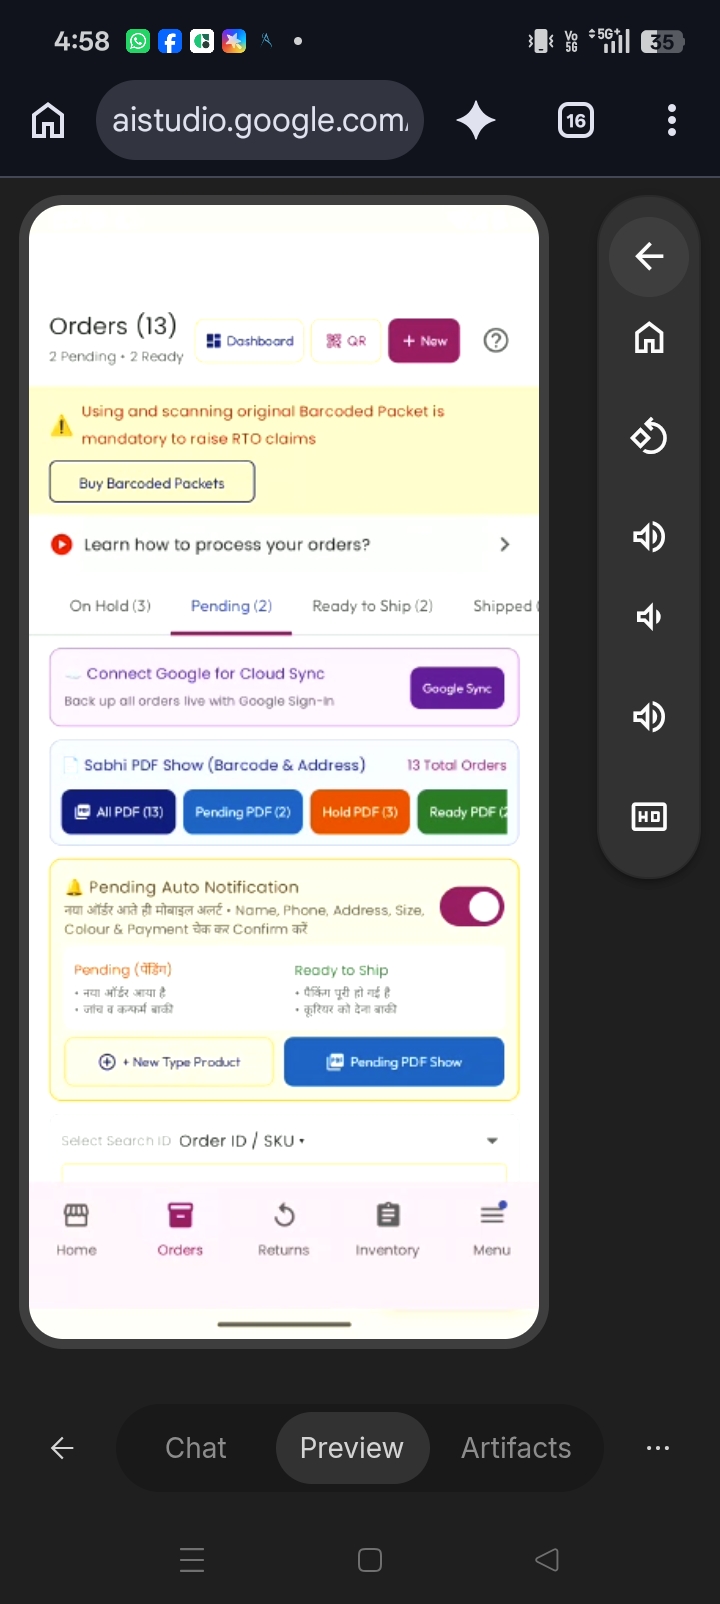 4:58
Vo 5G
5G+
35
aistudio.google.com/
16
Orders (13)
2 Pending • 2 Ready
Dashboard
QR
+ New
Using and scanning original Barcoded Packet is
mandatory to raise RTO claims
Buy Barcoded Packets
Learn how to process your orders?
On Hold (3)
Pending (2)
Ready to Ship (2)
Shipped (
Connect Google for Cloud Sync
Back up all orders live with Google Sign-In
Google Sync
Sabhi PDF Show (Barcode & Address)
13 Total Orders
All PDF (13)
Pending PDF (2)
Hold PDF (3)
Ready PDF (2
Pending Auto Notification
नया ऑर्डर आते ही मोबाइल अलर्ट • Name, Phone, Address, Size,
Colour & Payment चेक कर Confirm करें
Pending (पेंडिंग)
• नया ऑर्डर आया है
• जांच व कन्फर्म बाकी
Ready to Ship
• पैकिंग पूरी हो गई है
• कूरियर को देना बाकी
+ New Type Product
Pending PDF Show
Select Search ID
Order ID / SKU •
Home
Orders
Returns
Inventory
Menu
HD
Chat
Preview
Artifacts